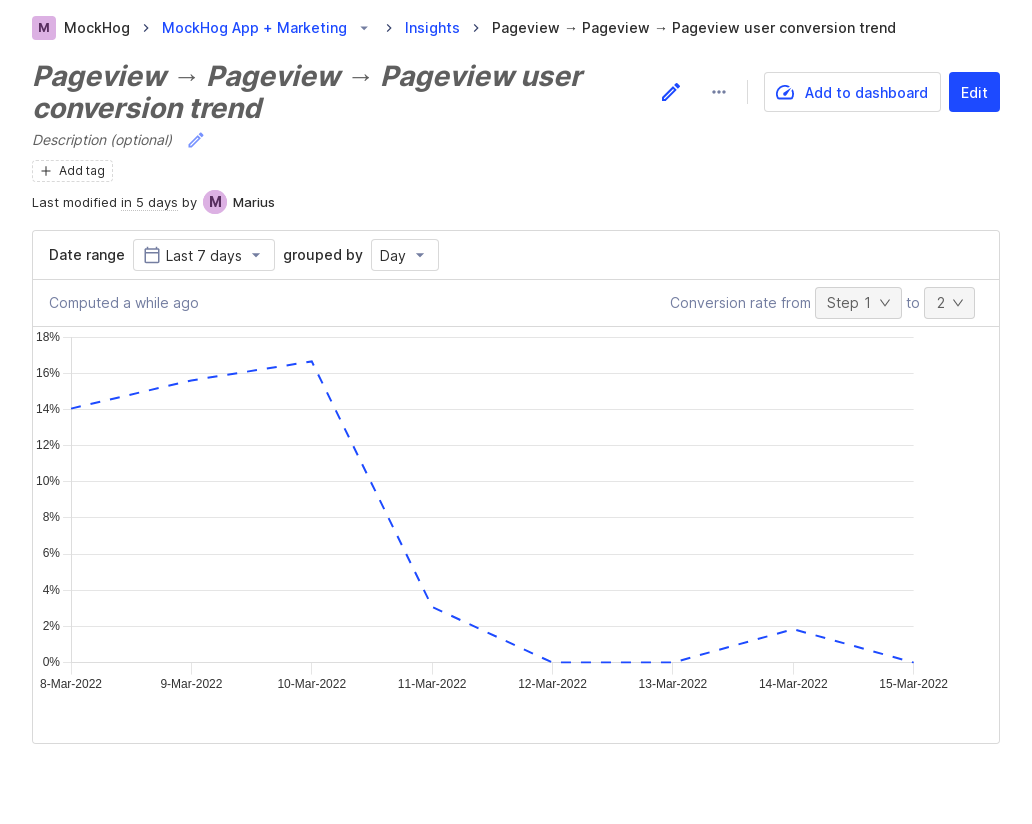 M MockHog > MockHog App + Marketing > Insights > Pageview → Pageview → Pageview user conversion trend
Pageview → Pageview → Pageview user
conversion trend
Add to dashboard
Edit
Description (optional)
+ Add tag
Last modified in 5 days by M Marius
Date range Last 7 days grouped by Day
Computed a while ago
Conversion rate from Step 1 to 2
18%
16%
14%
12%
10%
8%
6%
4%
2%
0%
8-Mar-2022 9-Mar-2022 10-Mar-2022 11-Mar-2022 12-Mar-2022 13-Mar-2022 14-Mar-2022 15-Mar-2022